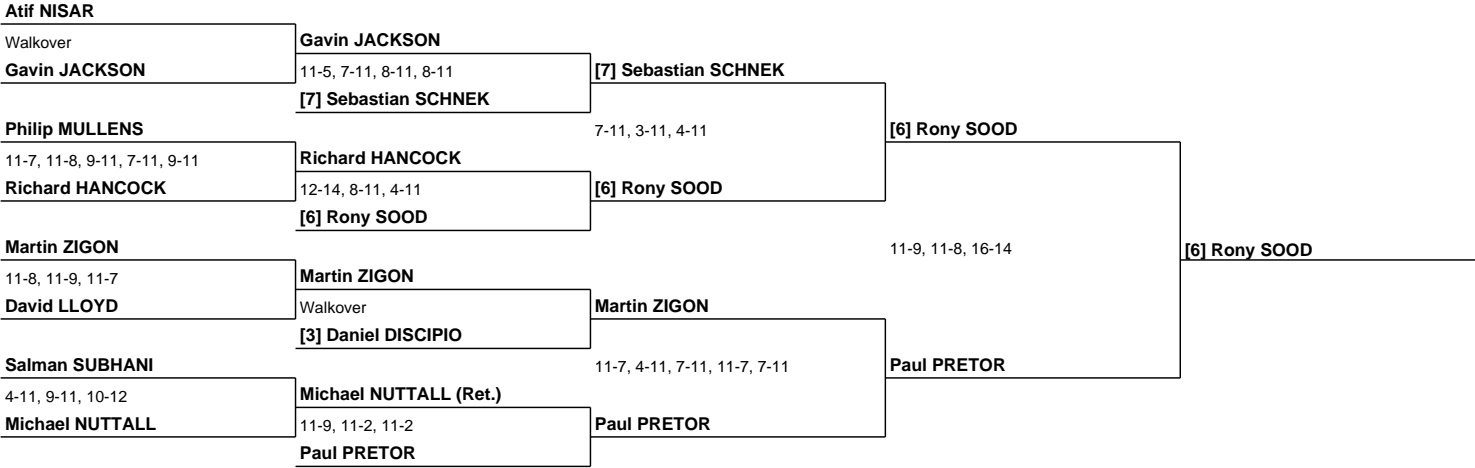 Atif NISAR
Walkover
Gavin JACKSON
Gavin JACKSON
11-5, 7-11, 8-11, 8-11
[7] Sebastian SCHNEK
[7] Sebastian SCHNEK
Philip MULLENS
11-7, 11-8, 9-11, 7-11, 9-11
Richard HANCOCK
Richard HANCOCK
12-14, 8-11, 4-11
[6] Rony SOOD
7-11, 3-11, 4-11
[6] Rony SOOD
[6] Rony SOOD
Martin ZIGON
11-8, 11-9, 11-7
David LLOYD
Martin ZIGON
Walkover
[3] Daniel DISCIPIO
Martin ZIGON
Salman SUBHANI
4-11, 9-11, 10-12
Michael NUTTALL
Michael NUTTALL (Ret.)
11-9, 11-2, 11-2
Paul PRETOR
11-7, 4-11, 7-11, 11-7, 7-11
Paul PRETOR
Paul PRETOR
11-9, 11-8, 16-14
[6] Rony SOOD